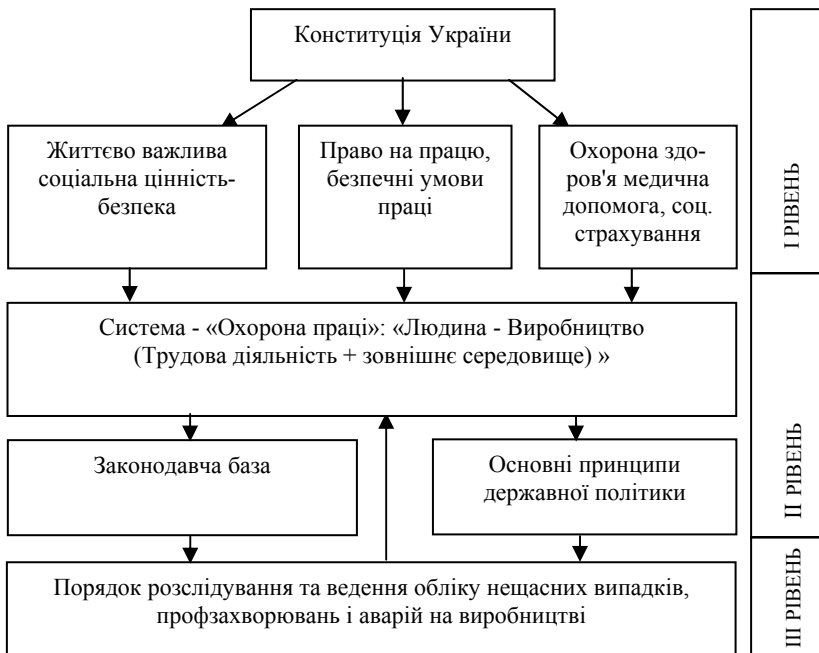 Конституція України
Життєво важлива
соціальна цінність-
безпека
Право на працю,
безпечні умови
праці
Охорона здо-
ров'я медична
допомога, соц.
страхування
І РІВЕНЬ
Система - «Охорона праці»: «Людина - Виробництво
(Трудова діяльність + зовнішнє середовище) »
Законодавча база
Основні принципи
державної політики
ІІ РІВЕНЬ
Порядок розслідування та ведення обліку нещасних випадків,
профзахворювань і аварій на виробництві
ІІІ РІВЕНЬ